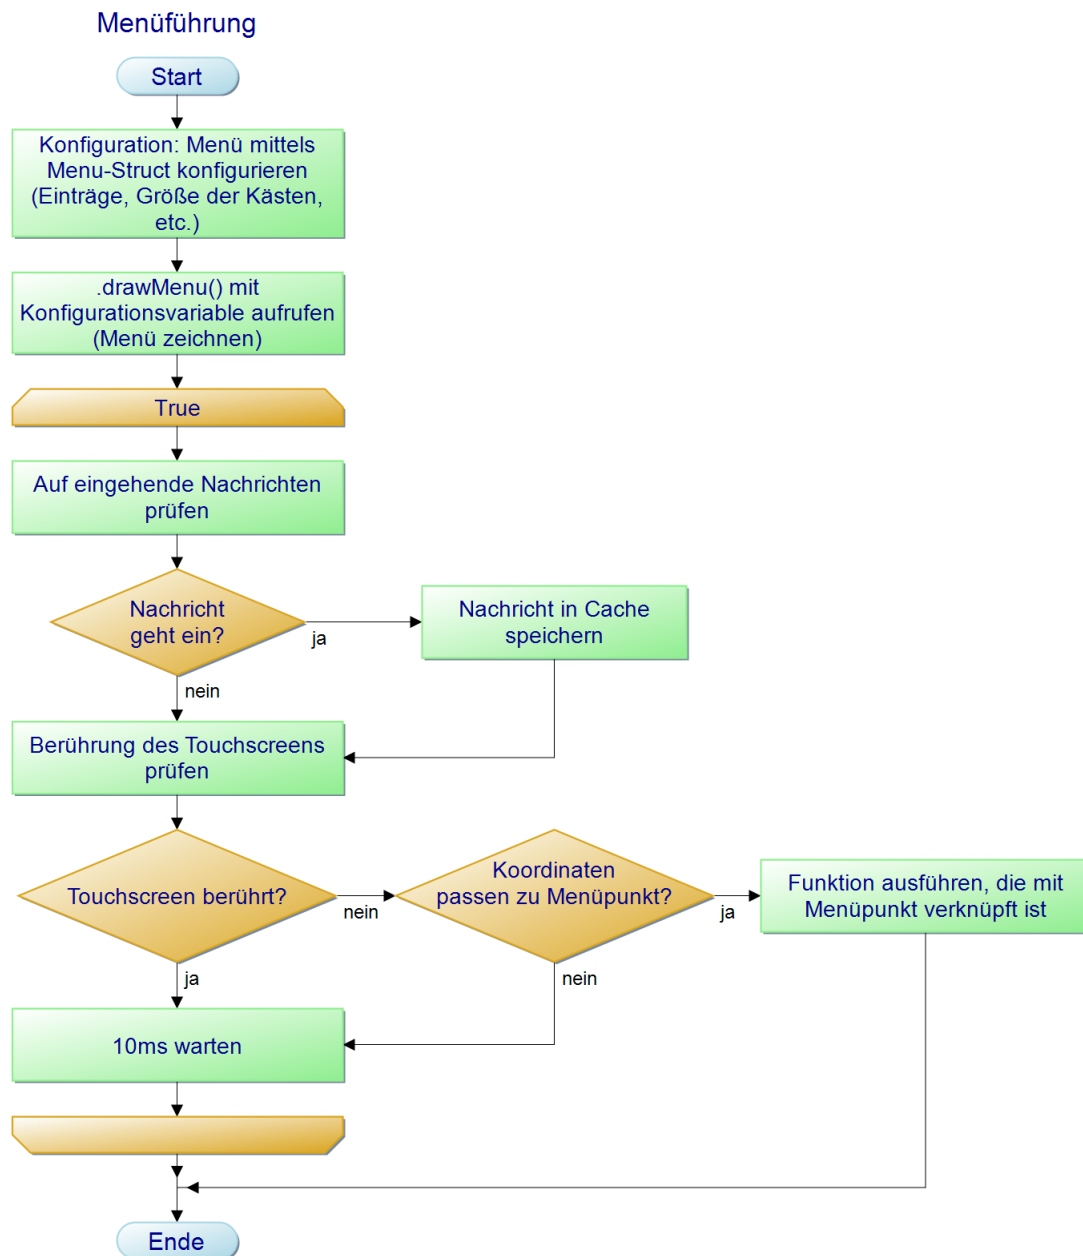 Menüführung
Start
Konfiguration: Menü mittels
Menu-Struct konfigurieren
(Einträge, Größe der Kästen,
etc.)
.drawMenu() mit
Konfigurationsvariable aufrufen
(Menü zeichnen)
True
Auf eingehende Nachrichten
prüfen
Nachricht
geht ein?
ja
Nachricht in Cache
speichern
nein
Berührung des Touchscreens
prüfen
Touchscreen berührt?
nein
Koordinaten
passen zu Menüpunkt?
ja
Funktion ausführen, die mit
Menüpunkt verknüpft ist
ja
nein
10ms warten
Ende